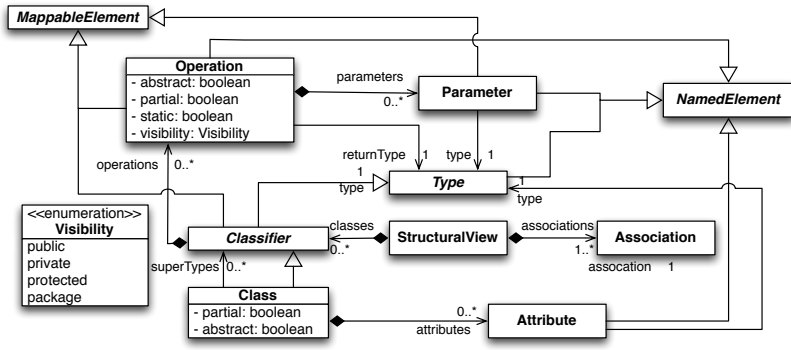 MappableElement
Operation
- abstract: boolean
- partial: boolean
- static: boolean
- visibility: Visibility
parameters
0..*
Parameter
NamedElement
operations
0..*
returnType
1
type
1
1
type
Type
1
type
<<enumeration>>
Visibility
public
private
protected
package
Classifier
classes
0..*
StructuralView
associations
1..*
Association
assocation 1
superTypes
0..*
Class
- partial: boolean
- abstract: boolean
0..*
attributes
Attribute